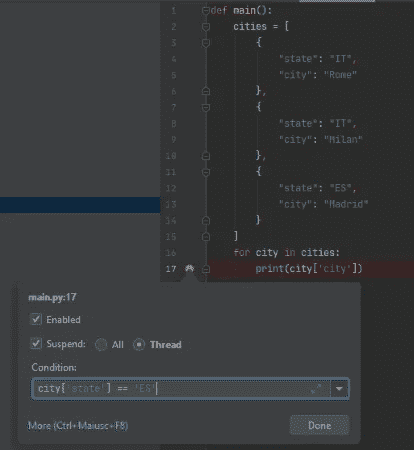 1 def main():
2 cities = [
3 {
4 "state": "IT",
5 "city": "Rome"
6 },
7 {
8 "state": "IT",
9 "city": "Milan"
10 },
11 {
12 "state": "ES",
13 "city": "Madrid"
14 }
15 ]
16 for city in cities:
17 print(city['city'])
main.py:17
Enabled
Suspend: All Thread
Condition:
city['state'] == "ES"
More (Ctrl+Maiusc+F8) Done